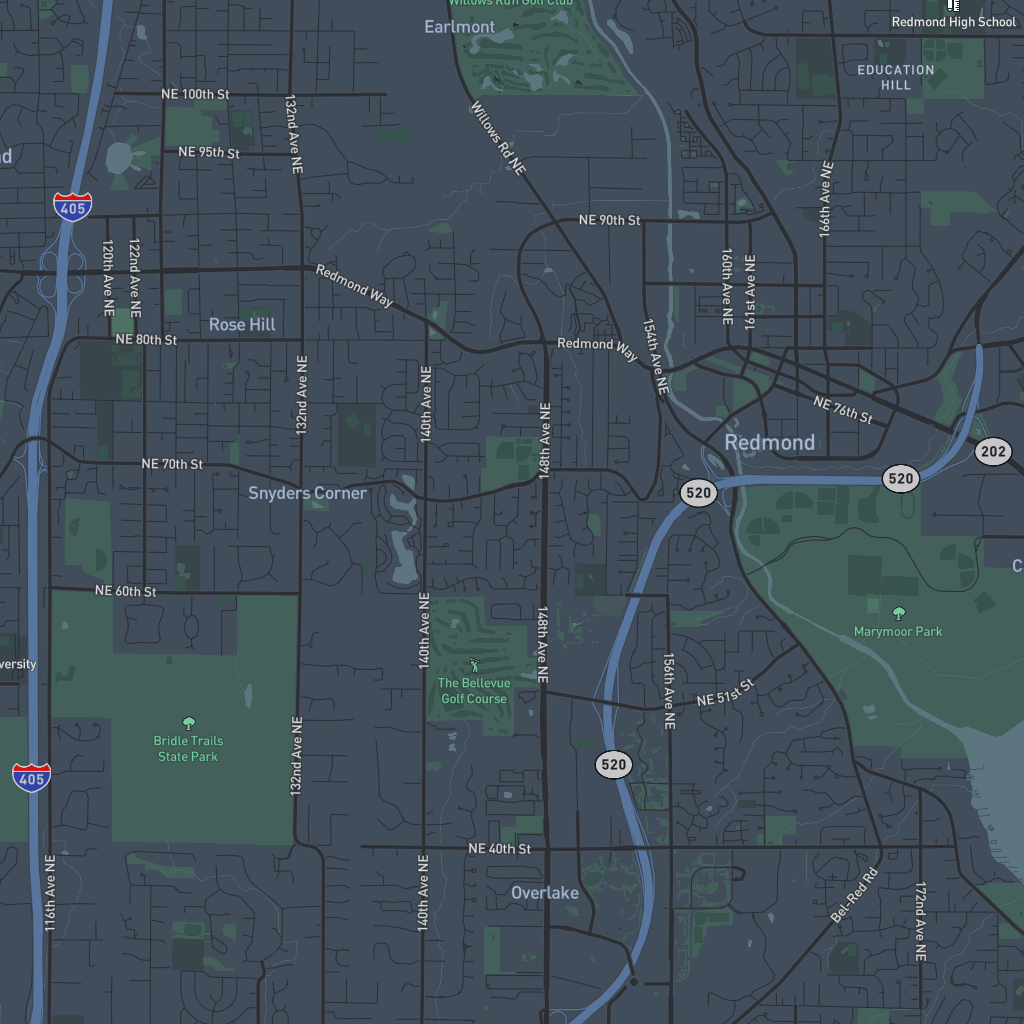 Willows Run Golf Club
Redmond High School
Earlmont
EDUCATION
HILL
NE 100th St
132nd Ave NE
Willows Rd NE
NE 95th St
nd
166th Ave NE
405
NE 90th St
120th Ave NE
122nd Ave NE
160th Ave NE
161st Ave NE
Redmond Way
Rose Hill
NE 80th St
154th Ave NE
Redmond Way
132nd Ave NE
140th Ave NE
148th Ave NE
NE 76th St
Redmond
202
NE 70th St
520
520
Snyders Corner
C
NE 60th St
140th Ave NE
148th Ave NE
Marymoor Park
versity
The Bellevue
Golf Course
156th Ave NE
NE 51st St
Bridle Trails
State Park
132nd Ave NE
520
405
NE 40th St
116th Ave NE
140th Ave NE
Overlake
Bel-Red Rd
172nd Ave NE